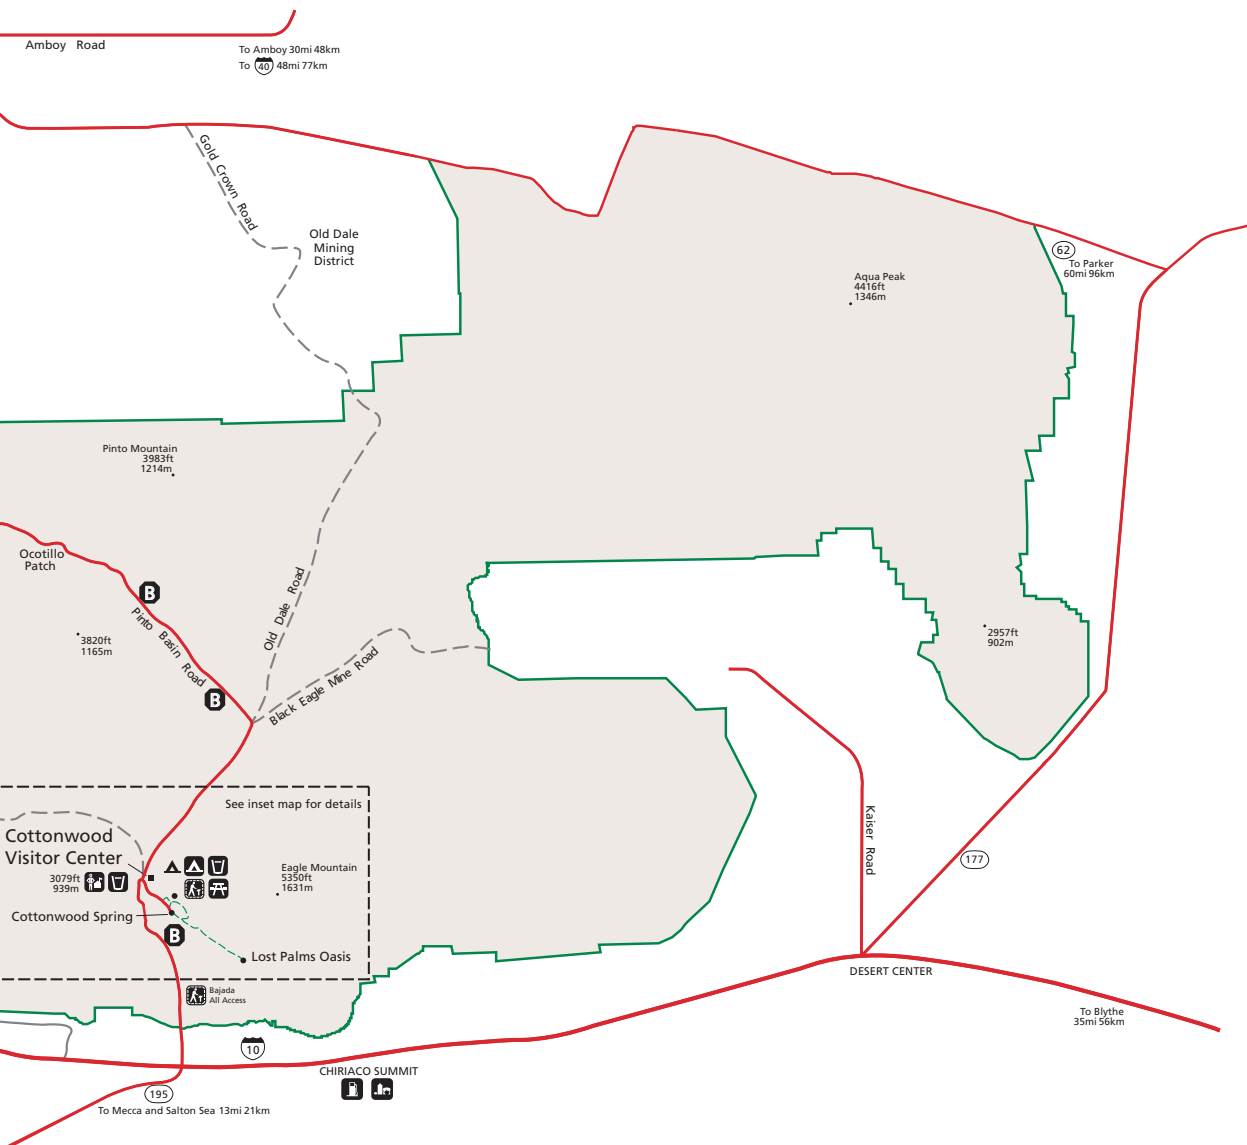 Amboy Road
To Amboy 30mi 48km
To 40 48mi 77km
Gold Crown Road
Old Dale
Mining
District
62
To Parker
60mi 96km
Aqua Peak
4416ft
1346m
Pinto Mountain
3983ft
1214m
Ocotillo
Patch
B
Pinto Basin Road
3820ft
1165m
B
Old Dale Road
Black Eagle Mine Road
2957ft
902m
See inset map for details
Cottonwood
Visitor Center
3079ft
939m
Eagle Mountain
5350ft
1631m
Cottonwood Spring
B
Lost Palms Oasis
Kaiser Road
177
DESERT CENTER
Bajada
All Access
To Blythe
35mi 56km
10
CHIRIACO SUMMIT
195
To Mecca and Salton Sea 13mi 21km